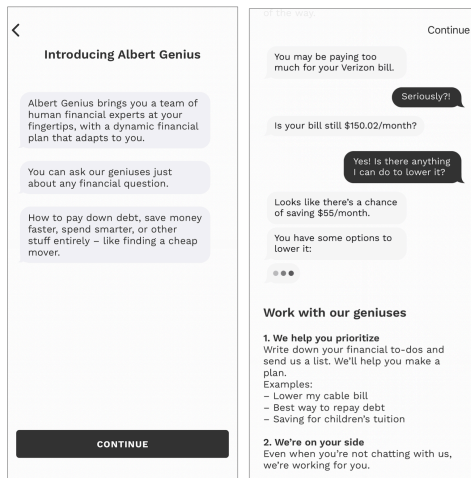 Introducing Albert Genius
Albert Genius brings you a team of
human financial experts at your
fingertips, with a dynamic financial
plan that adapts to you.
You can ask our geniuses just
about any financial question.
How to pay down debt, save money
faster, spend smarter, or other
stuff entirely – like finding a cheap
mover.
CONTINUE
of the way.
Continue
You may be paying too
much for your Verizon bill.
Seriously?!
Is your bill still $150.02/month?
Yes! Is there anything
I can do to lower it?
Looks like there's a chance
of saving $55/month.
You have some options to
lower it:
Work with our geniuses
1. We help you prioritize
Write down your financial to-dos and
send us a list. We'll help you make a
plan.
Examples:
– Lower my cable bill
– Best way to repay debt
– Saving for children's tuition
2. We're on your side
Even when you're not chatting with us,
we're working for you.